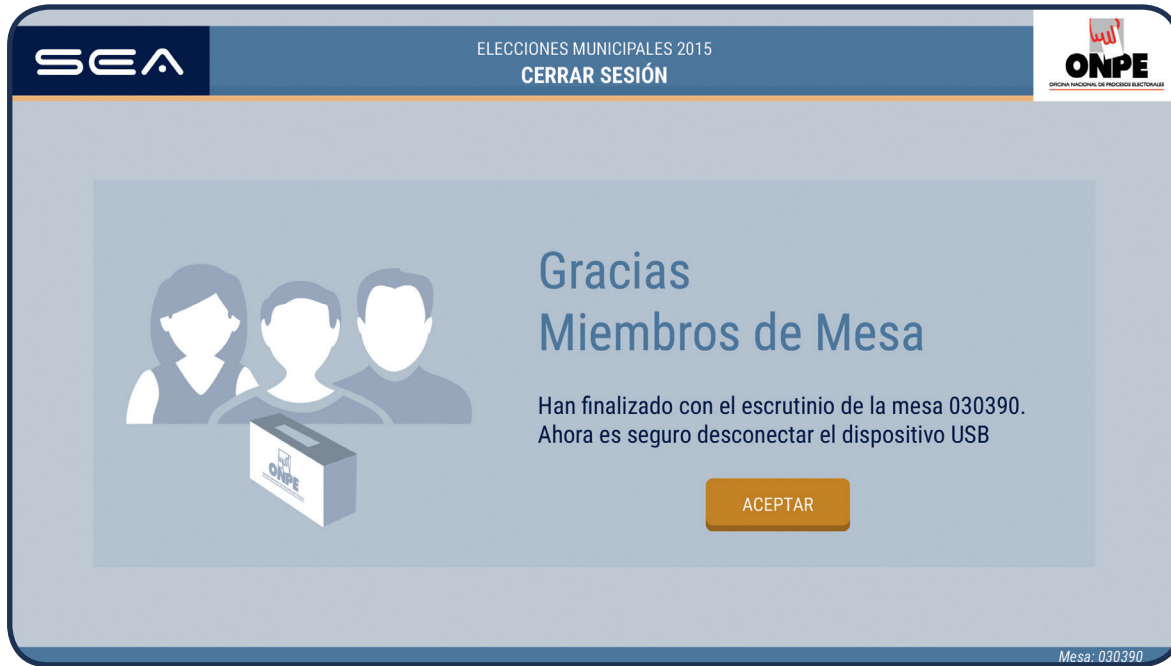 SEA
ELECCIONES MUNICIPALES 2015
CERRAR SESIÓN
ONPE
OFICINA NACIONAL DE PROCESOS ELECTORALES
Gracias
Miembros de Mesa
Han finalizado con el escrutinio de la mesa 030390.
Ahora es seguro desconectar el dispositivo USB
ONPE
ACEPTAR
Mesa: 030390